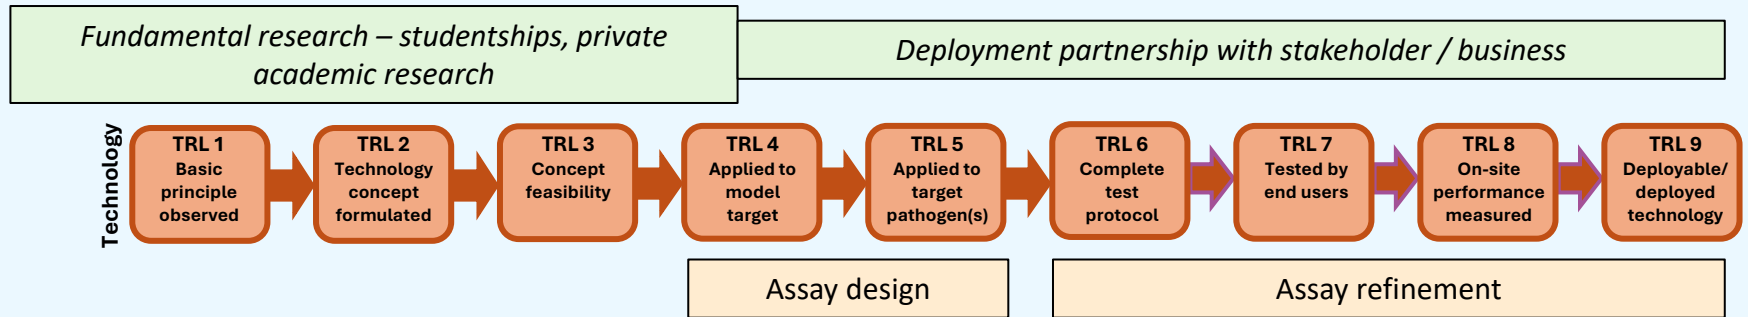 Fundamental research – studentships, private
academic research
Deployment partnership with stakeholder / business
Technology
TRL 1
Basic
principle
observed
TRL 2
Technology
concept
formulated
TRL 3
Concept
feasibility
TRL 4
Applied to
model
target
TRL 5
Applied to
target
pathogen(s)
TRL 6
Complete
test
protocol
TRL 7
Tested by
end users
TRL 8
On-site
performance
measured
TRL 9
Deployable/
deployed
technology
Assay design
Assay refinement